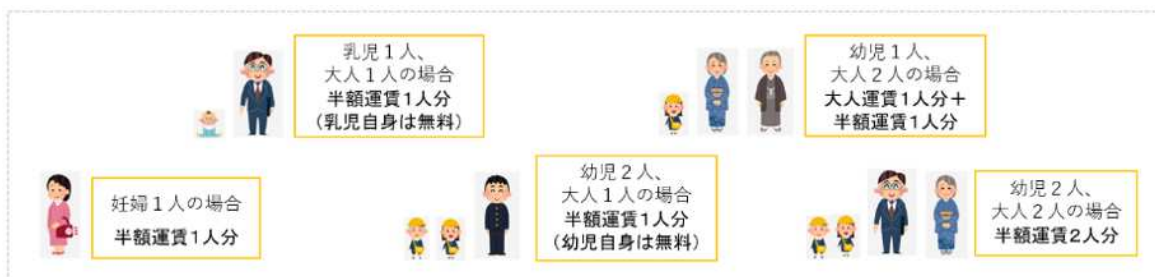 乳児１人、
大人１人の場合
半額運賃１人分
（乳児自身は無料）
幼児１人、
大人２人の場合
大人運賃１人分＋
半額運賃１人分
妊婦１人の場合
半額運賃1人分
幼児２人、
大人１人の場合
半額運賃１人分
（幼児自身は無料）
幼児２人、
大人２人の場合
半額運賃2人分